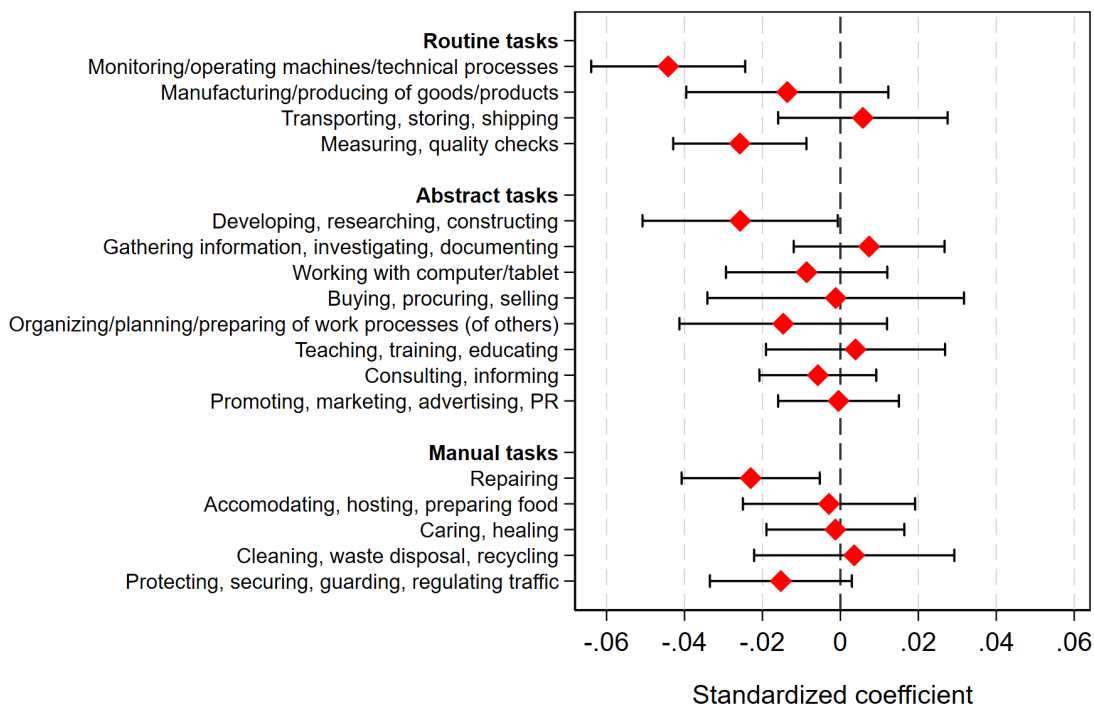 Routine tasks
Monitoring/operating machines/technical processes
Manufacturing/producing of goods/products
Transporting, storing, shipping
Measuring, quality checks
Abstract tasks
Developing, researching, constructing
Gathering information, investigating, documenting
Working with computer/tablet
Buying, procuring, selling
Organizing/planning/preparing of work processes (of others)
Teaching, training, educating
Consulting, informing
Promoting, marketing, advertising, PR
Manual tasks
Repairing
Accomodating, hosting, preparing food
Caring, healing
Cleaning, waste disposal, recycling
Protecting, securing, guarding, regulating traffic
-.06 -.04 -.02 0 .02 .04 .06
Standardized coefficient